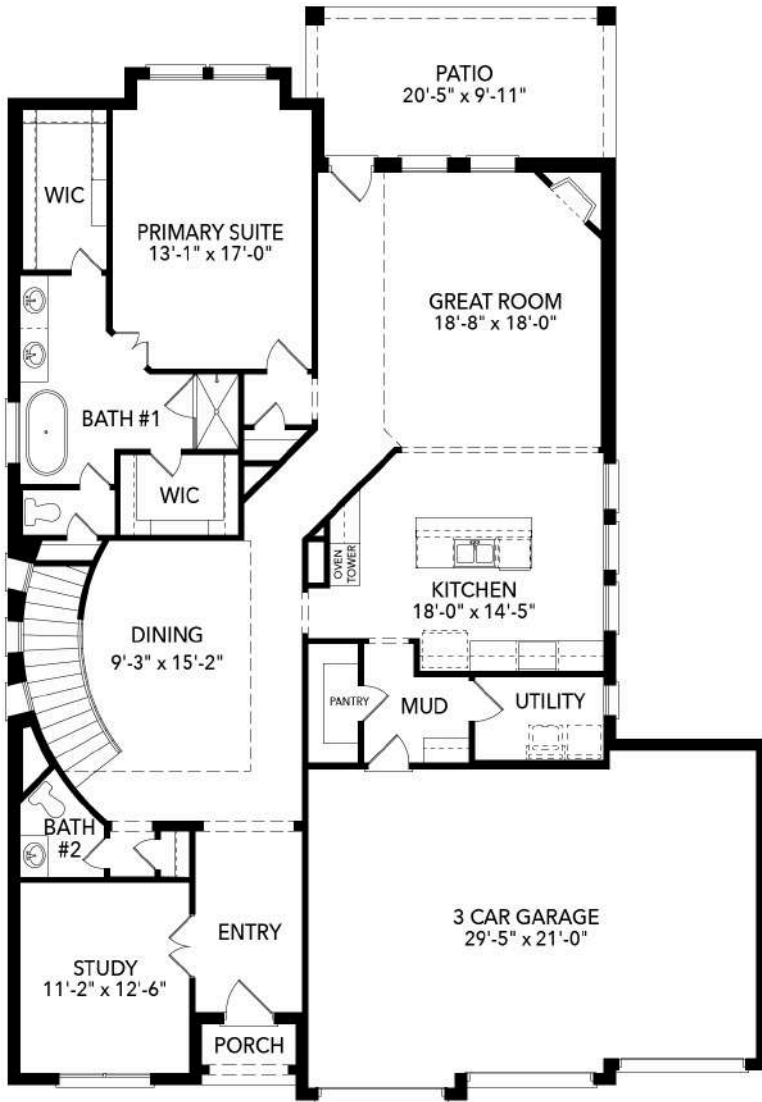 PATIO
20'-5" x 9'-11"
WIC
PRIMARY SUITE
13'-1" x 17'-0"
GREAT ROOM
18'-8" x 18'-0"
BATH #1
WIC
OVEN
TOWER
KITCHEN
18'-0" x 14'-5"
DINING
9'-3" x 15'-2"
PANTRY
MUD
UTILITY
BATH
#2
ENTRY
3 CAR GARAGE
29'-5" x 21'-0"
STUDY
11'-2" x 12'-6"
PORCH